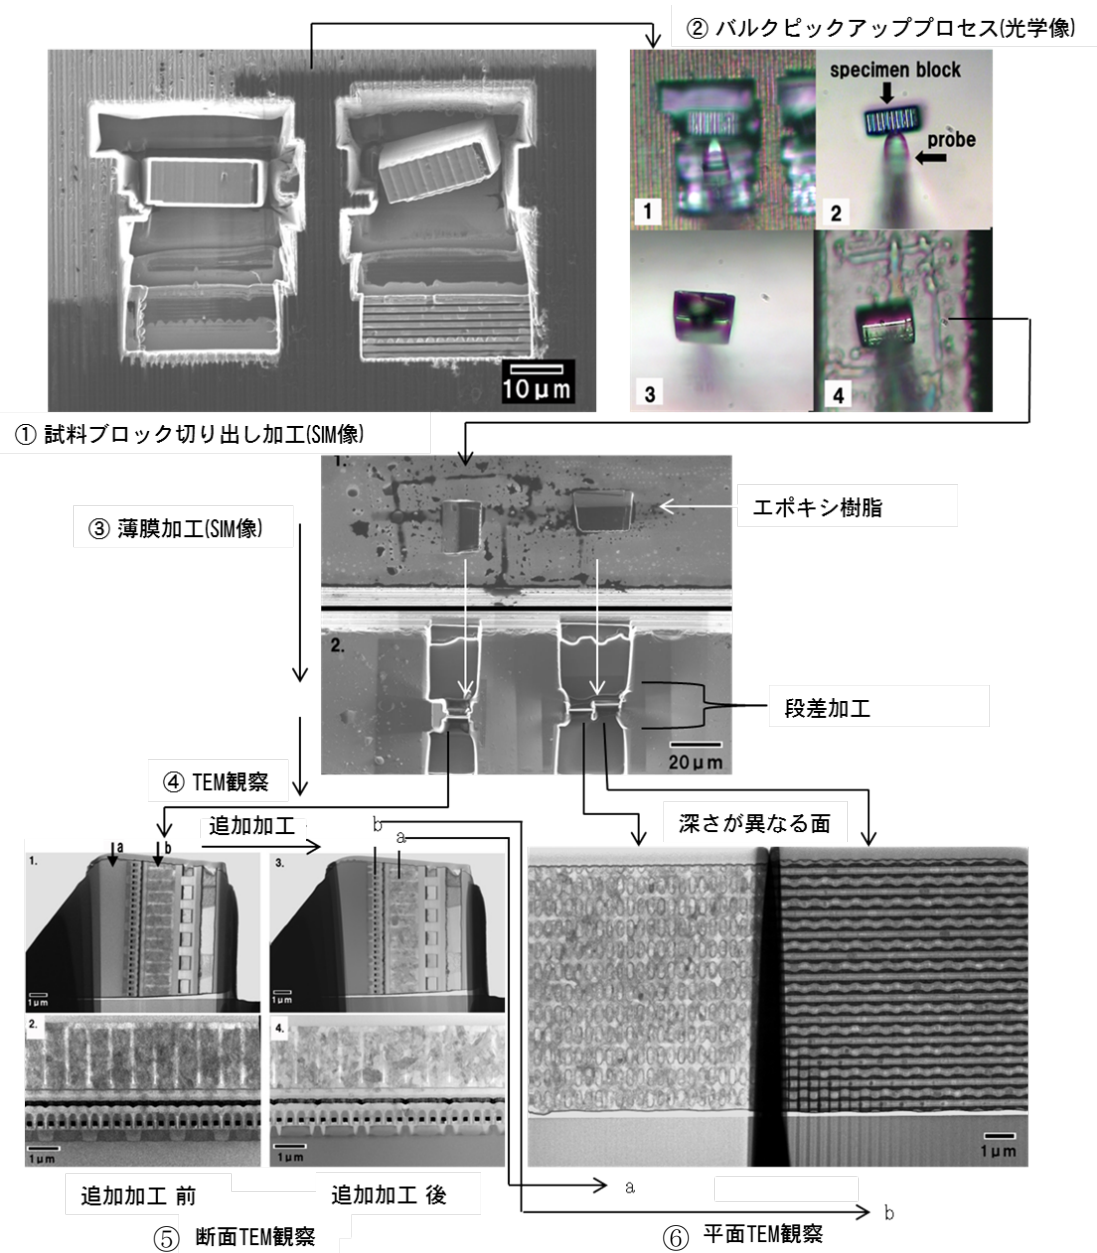 ② バルクピックアッププロセス(光学像)
specimen block
probe
1
2
3
4
10μm
① 試料ブロック切り出し加工(SIM像)
1.
エポキシ樹脂
③ 薄膜加工(SIM像)
2.
段差加工
20μm
④ TEM観察
追加加工
b
a
深さが異なる面
a
b
1.
3.
1μm
1μm
2.
4.
1μm
1μm
1μm
追加加工 前
追加加工 後
a
b
⑤ 断面TEM観察
⑥ 平面TEM観察